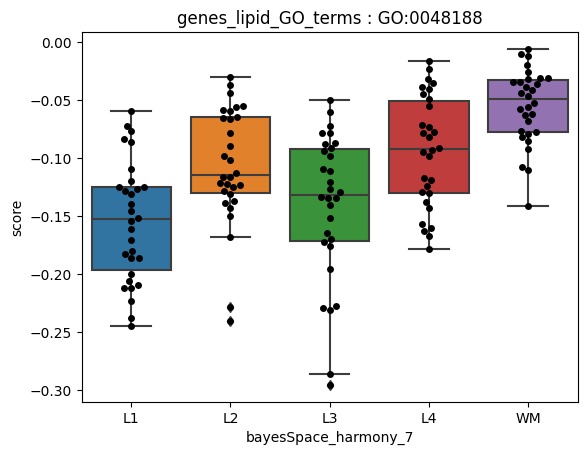 genes_lipid_GO_terms : GO:0048188
0.00
−0.05
−0.10
−0.15
−0.20
−0.25
−0.30
score
L1 L2 L3 L4 WM
bayesSpace_harmony_7